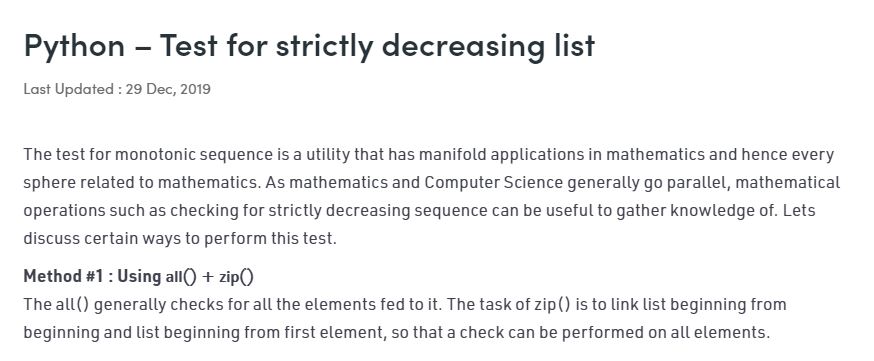 Python – Test for strictly decreasing list
Last Updated : 29 Dec, 2019
The test for monotonic sequence is a utility that has manifold applications in mathematics and hence every
sphere related to mathematics. As mathematics and Computer Science generally go parallel, mathematical
operations such as checking for strictly decreasing sequence can be useful to gather knowledge of. Lets
discuss certain ways to perform this test.
Method #1 : Using all() + zip()
The all() generally checks for all the elements fed to it. The task of zip() is to link list beginning from
beginning and list beginning from first element, so that a check can be performed on all elements.